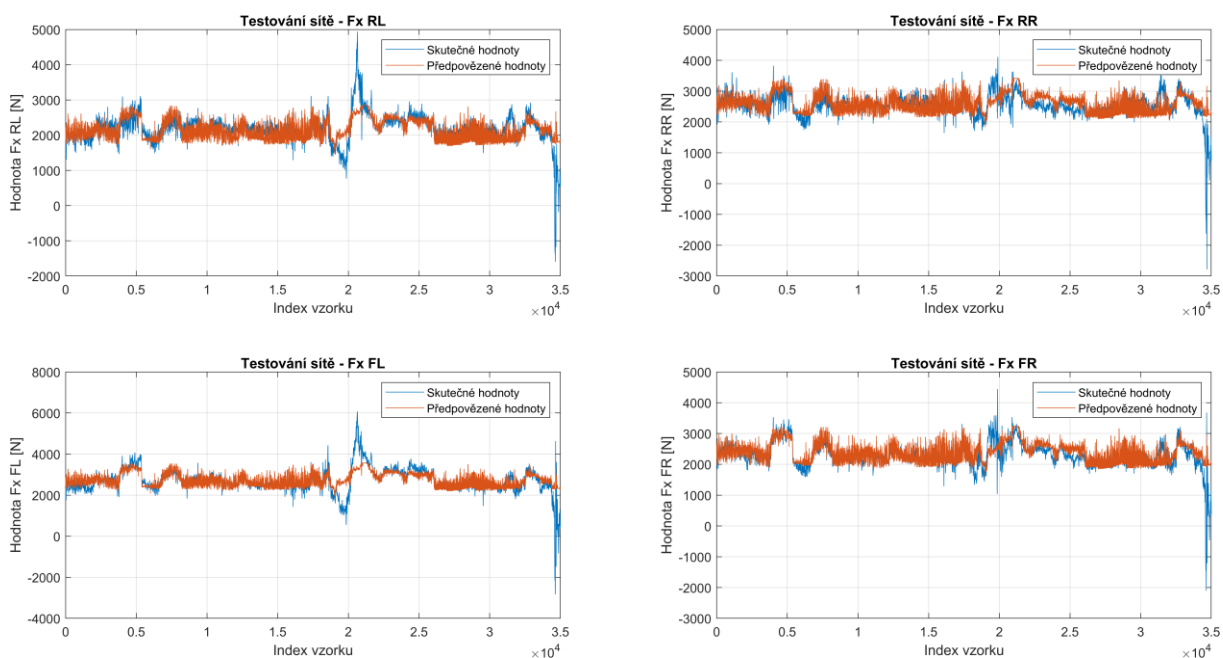 Testování sítě - Fx RL
Hodnota Fx RL [N]
5000
4000
3000
2000
1000
0
-1000
-2000
Skutečné hodnoty
Předpovězené hodnoty
0 0.5 1 1.5 2 2.5 3 3.5
Index vzorku
×10⁴
Testování sítě - Fx RR
Hodnota Fx RR [N]
5000
4000
3000
2000
1000
0
-1000
-2000
-3000
Skutečné hodnoty
Předpovězené hodnoty
0 0.5 1 1.5 2 2.5 3 3.5
Index vzorku
×10⁴
Testování sítě - Fx FL
Hodnota Fx FL [N]
8000
6000
4000
2000
0
-2000
-4000
Skutečné hodnoty
Předpovězené hodnoty
0 0.5 1 1.5 2 2.5 3 3.5
Index vzorku
×10⁴
Testování sítě - Fx FR
Hodnota Fx FR [N]
5000
4000
3000
2000
1000
0
-1000
-2000
-3000
Skutečné hodnoty
Předpovězené hodnoty
0 0.5 1 1.5 2 2.5 3 3.5
Index vzorku
×10⁴